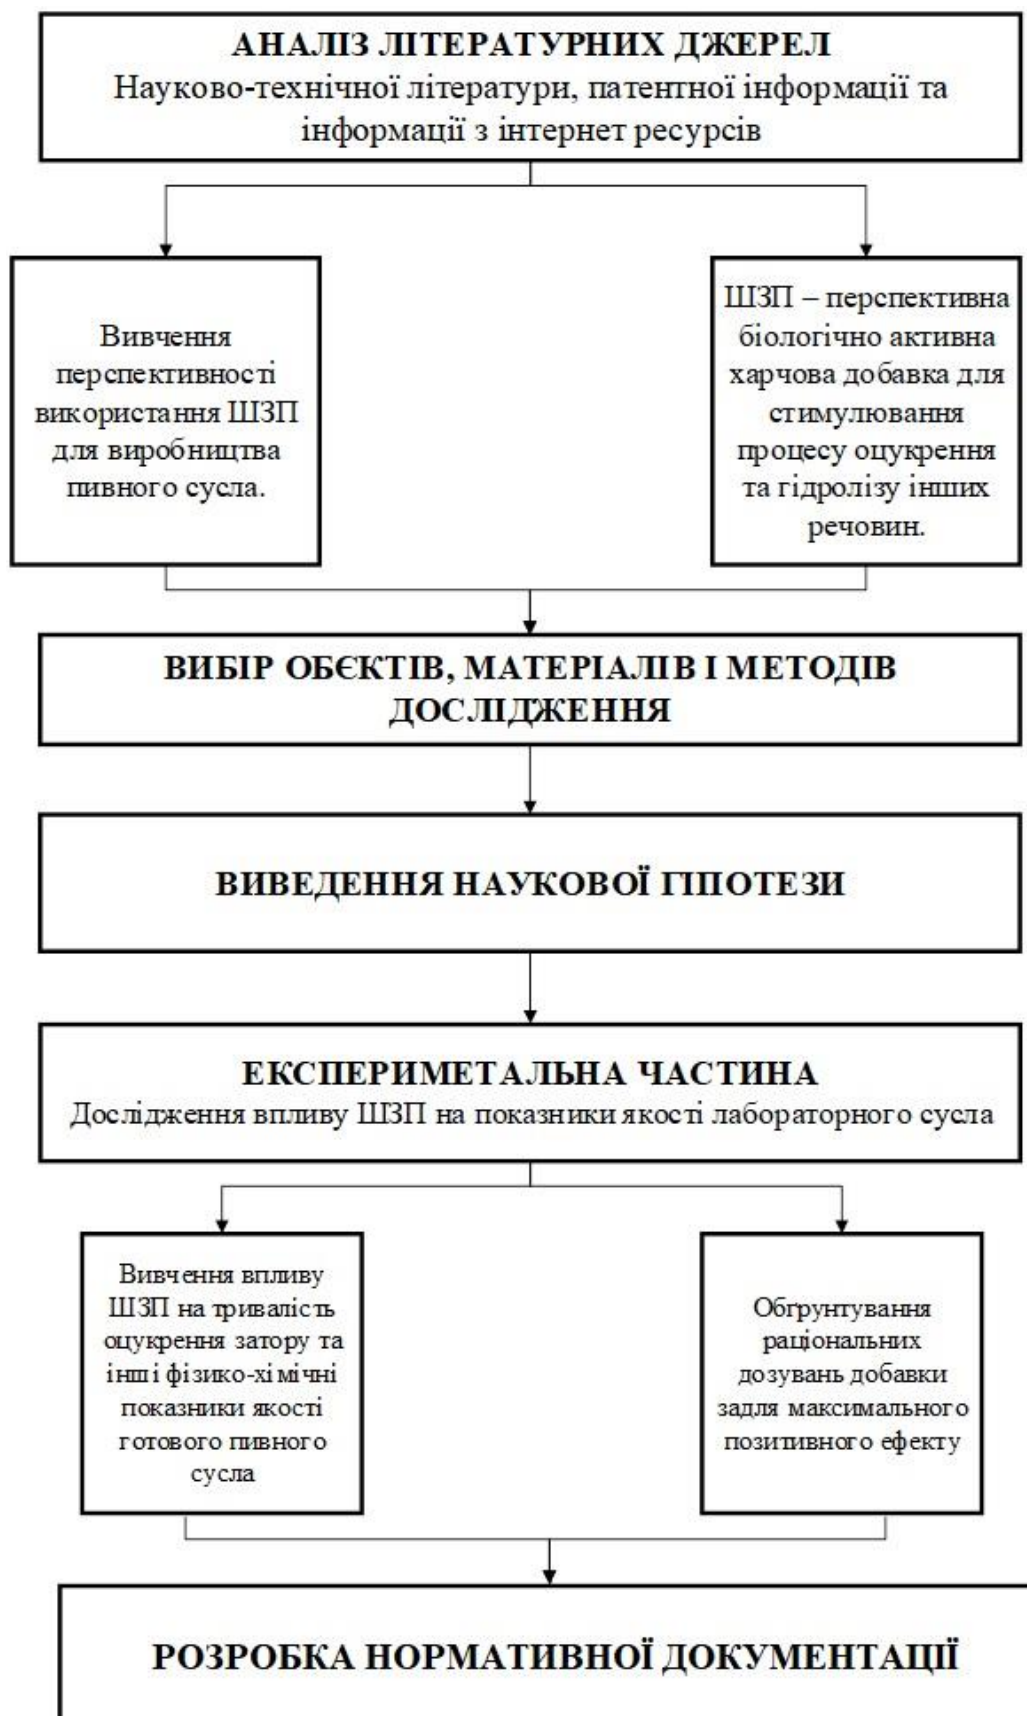 АНАЛІЗ ЛІТЕРАТУРНИХ ДЖЕРЕЛ
Науково-технічної літератури, патентної інформації та
інформації з інтернет ресурсів
Вивчення
перспективності
використання ШЗП
для виробництва
пивного сусла.
ШЗП – перспективна
біологічно активна
харчова добавка для
стимулювання
процесу оцукрення
та гідролізу інших
речовин.
ВИБІР ОБЄКТІВ, МАТЕРІАЛІВ І МЕТОДІВ
ДОСЛІДЖЕННЯ
ВИВЕДЕННЯ НАУКОВОЇ ГІПОТЕЗИ
ЕКСПЕРИМЕТАЛЬНА ЧАСТИНА
Дослідження впливу ШЗП на показники якості лабораторного сусла
Вивчення впливу
ШЗП на тривалість
оцукрення затору та
інші фізико-хімічні
показники якості
готового пивного
сусла
Обґрунтування
раціональних
дозувань добавки
задля максимального
позитивного ефекту
РОЗРОБКА НОРМАТИВНОЇ ДОКУМЕНТАЦІЇ